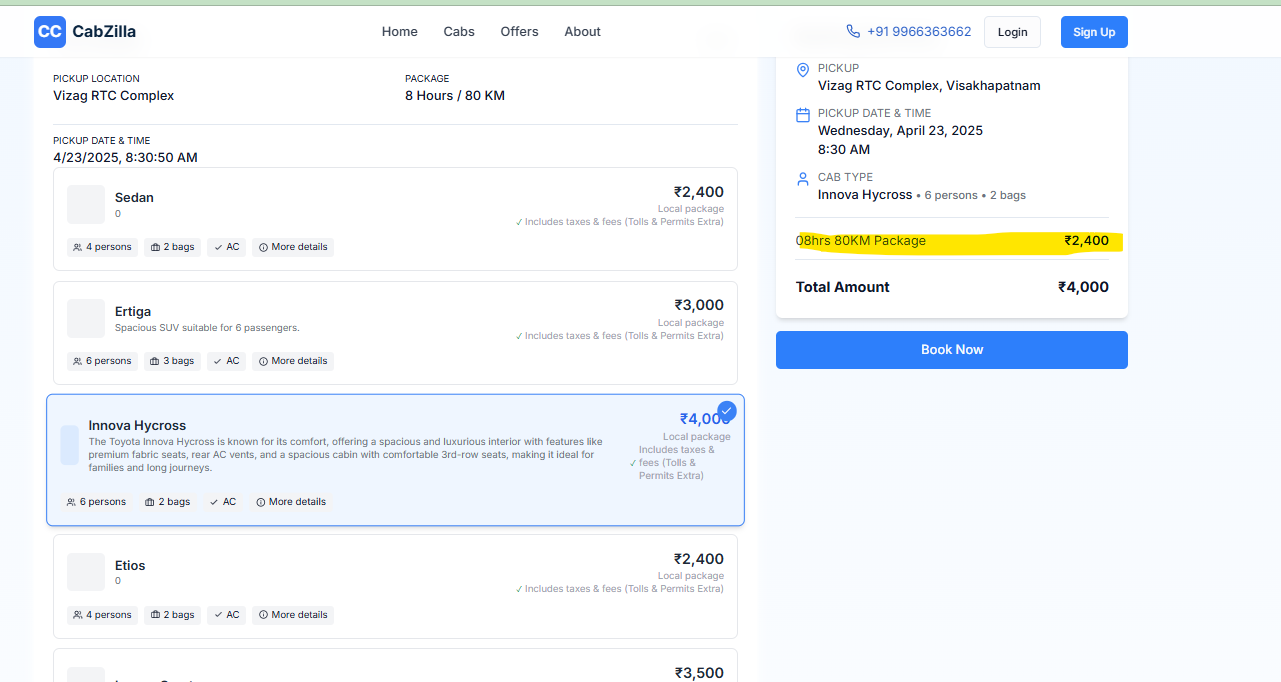 CC CabZilla
Home Cabs Offers About
+91 9966363662
Login
Sign Up
PICKUP LOCATION
Vizag RTC Complex
PACKAGE
8 Hours / 80 KM
PICKUP DATE & TIME
4/23/2025, 8:30:50 AM
Sedan
0
₹2,400
Local package
✓ Includes taxes & fees (Tolls & Permits Extra)
4 persons 2 bags ✓ AC More details
Ertiga
Spacious SUV suitable for 6 passengers.
₹3,000
Local package
✓ Includes taxes & fees (Tolls & Permits Extra)
6 persons 3 bags ✓ AC More details
Innova Hycross
The Toyota Innova Hycross is known for its comfort, offering a spacious and luxurious interior with features like
premium fabric seats, rear AC vents, and a spacious cabin with comfortable 3rd-row seats, making it ideal for
families and long journeys.
₹4,000
Local package
Includes taxes &
✓ fees (Tolls &
Permits Extra)
6 persons 2 bags ✓ AC More details
Etios
0
₹2,400
Local package
✓ Includes taxes & fees (Tolls & Permits Extra)
4 persons 2 bags ✓ AC More details
₹3,500
PICKUP
Vizag RTC Complex, Visakhapatnam
PICKUP DATE & TIME
Wednesday, April 23, 2025
8:30 AM
CAB TYPE
Innova Hycross • 6 persons • 2 bags
08hrs 80KM Package ₹2,400
Total Amount ₹4,000
Book Now